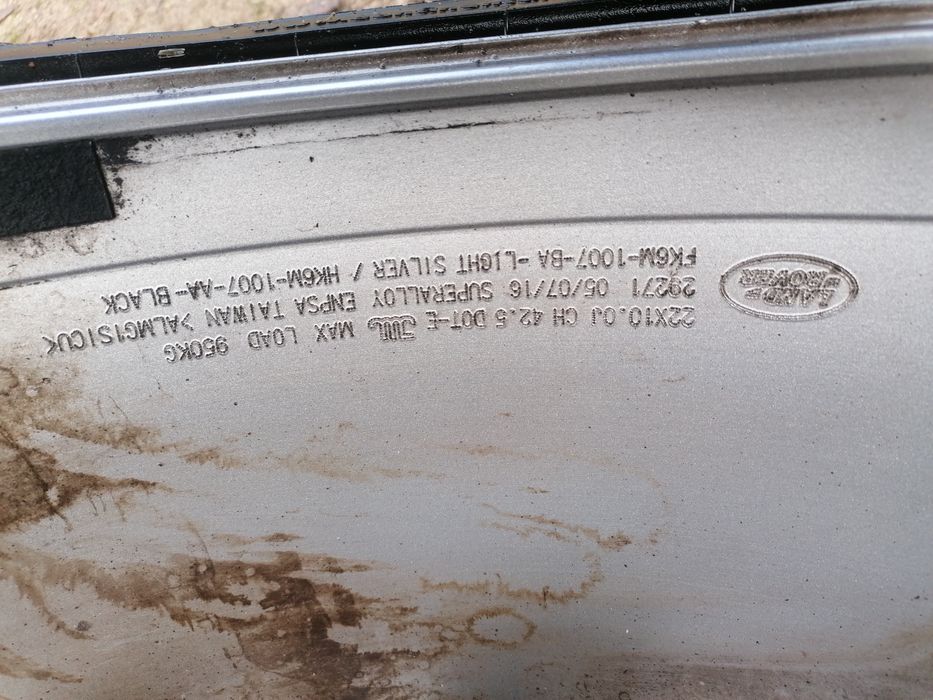 LAND-
ROVER
22X10.0J CH 42.5 DOT-E JWL MAX LOAD 950KG
29271 05/07/16 SUPERALLOY ENPSA TAIWAN >ALMG1SICU<
FK6M-1007-BA-LIGHT SILVER / HK6M-1007-AA-BLACK